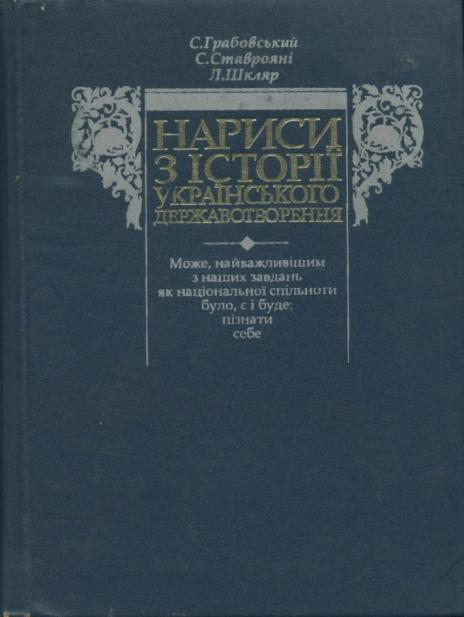 С.Грабовський
С.Ставрояні
Л.Шкляр
НАРИСИ
З ІСТОРІЇ
УКРАЇНСЬКОГО
ДЕРЖАВОТВОРЕННЯ
Може, найважливішим
з наших завдань
як національної спільноти
було, є і буде:
пізнати
себе